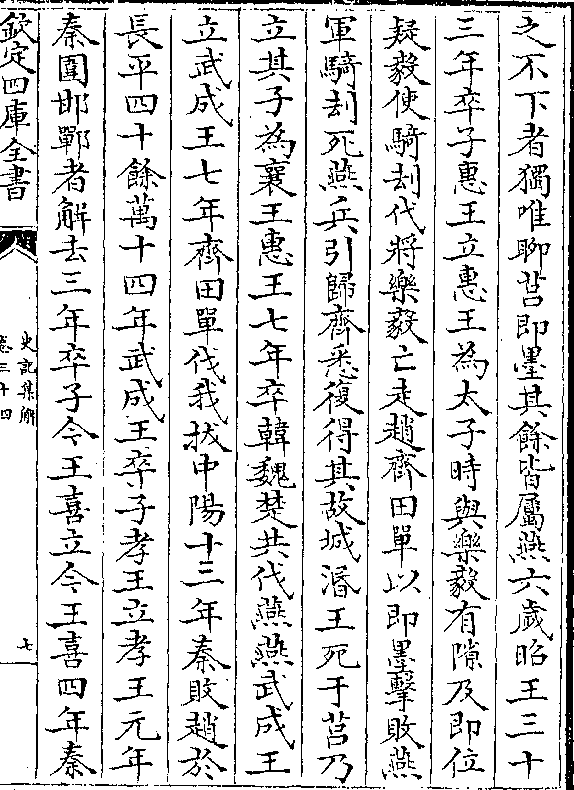 之不下者獨唯聊莒即墨其餘皆屬燕六歲昭王三十
三年卒子惠王立惠王為太子時與樂毅有隙及即位
疑毅使騎刦代將樂毅亡走趙齊田單以即墨擊敗燕
軍騎刦死燕兵引歸齊悉復得其故城湣王死于莒乃
立其子為襄王惠王七年卒韓魏楚共伐燕燕武成王
立武成王七年齊田單伐我拔中陽十三年秦敗趙於
長平四十餘萬十四年武成王卒子孝王立孝王元年
秦圍邯鄲者解去三年卒子今王喜立今王喜四年秦
欽定四庫全書
史記集解
卷三十四
七